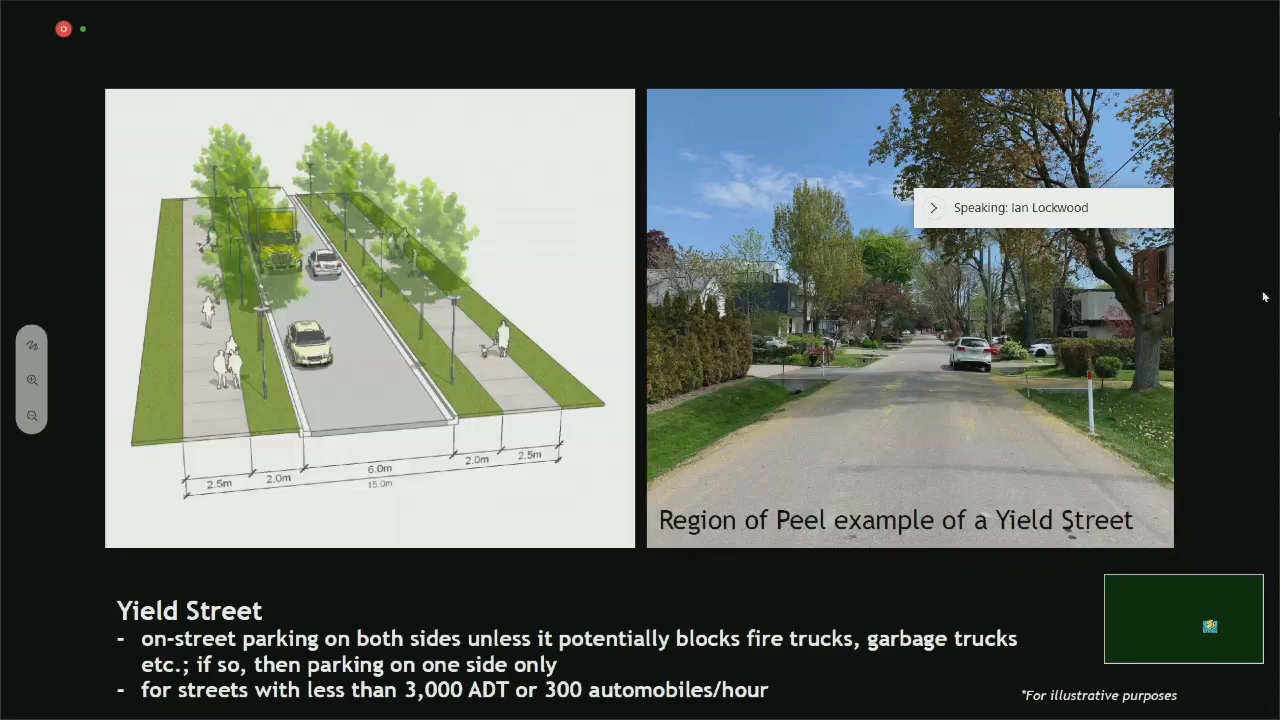 Speaking: Ian Lockwood
2.5m
2.0m
6.0m
2.0m
2.5m
15.0m
Region of Peel example of a Yield Street
Yield Street
- on-street parking on both sides unless it potentially blocks fire trucks, garbage trucks
etc.; if so, then parking on one side only
- for streets with less than 3,000 ADT or 300 automobiles/hour
*For illustrative purposes